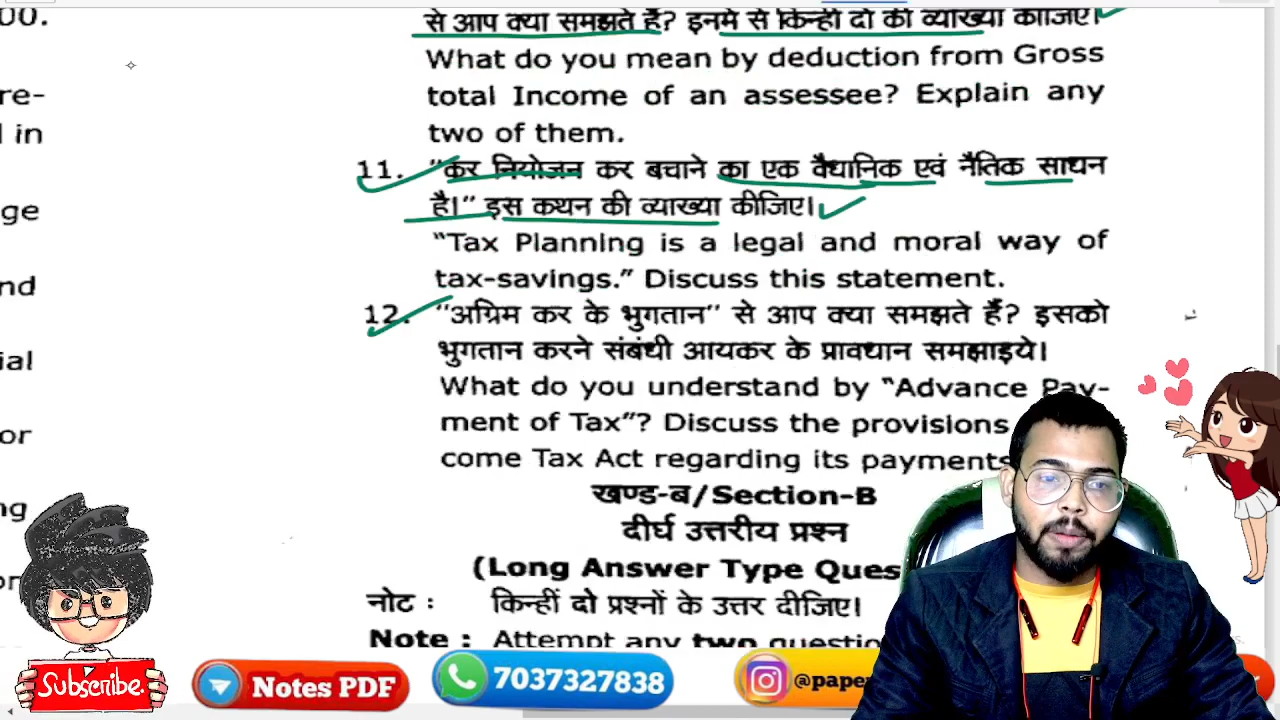 00.
re-
l in
ge
nd
ial
or
ng
or
से आप क्या समझते हैं? इनमे से किन्हीं दो की व्याख्या कीजिए।
What do you mean by deduction from Gross
total Income of an assessee? Explain any
two of them.
11. "कर नियोजन कर बचाने का एक वैधानिक एवं नैतिक साधन
है।" इस कथन की व्याख्या कीजिए।
"Tax Planning is a legal and moral way of
tax-savings." Discuss this statement.
12. "अग्रिम कर के भुगतान" से आप क्या समझते हैं? इसको
भुगतान करने संबंधी आयकर के प्रावधान समझाइये।
What do you understand by "Advance Pay-
ment of Tax"? Discuss the provisions
come Tax Act regarding its payments
खण्ड-ब/Section-B
दीर्घ उत्तरीय प्रश्न
(Long Answer Type Ques
नोट : किन्हीं दो प्रश्नों के उत्तर दीजिए।
Note : Attempt any two question
Subscribe.
Notes PDF
7037327838
@pape